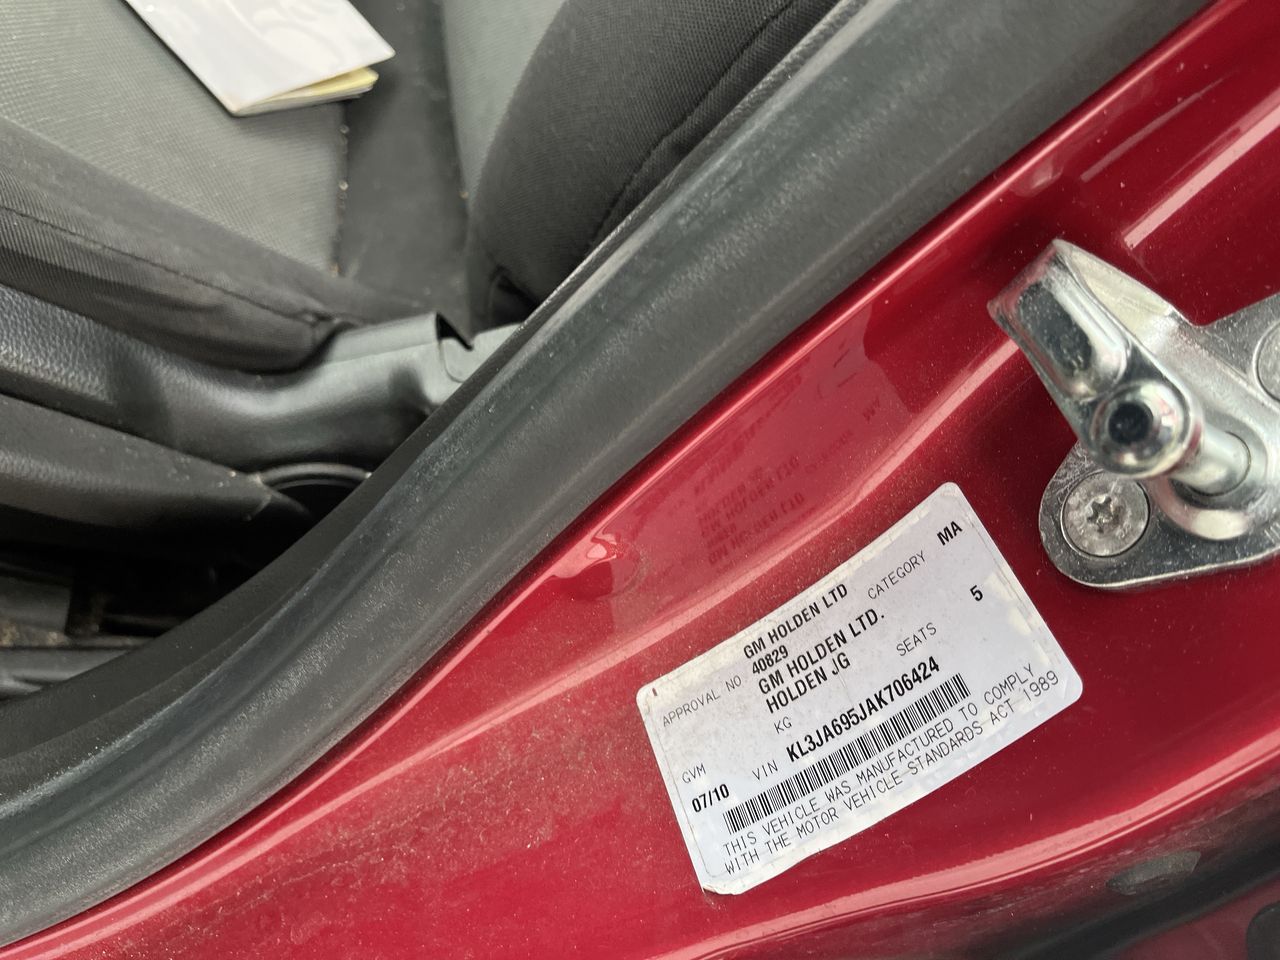 GM HOLDEN LTD
APPROVAL NO 40829 CATEGORY MA
GM HOLDEN LTD.
HOLDEN JG SEATS 5
GVM KG
07/10 VIN KL3JA695JAK706424
THIS VEHICLE WAS MANUFACTURED TO COMPLY
WITH THE MOTOR VEHICLE STANDARDS ACT 1989